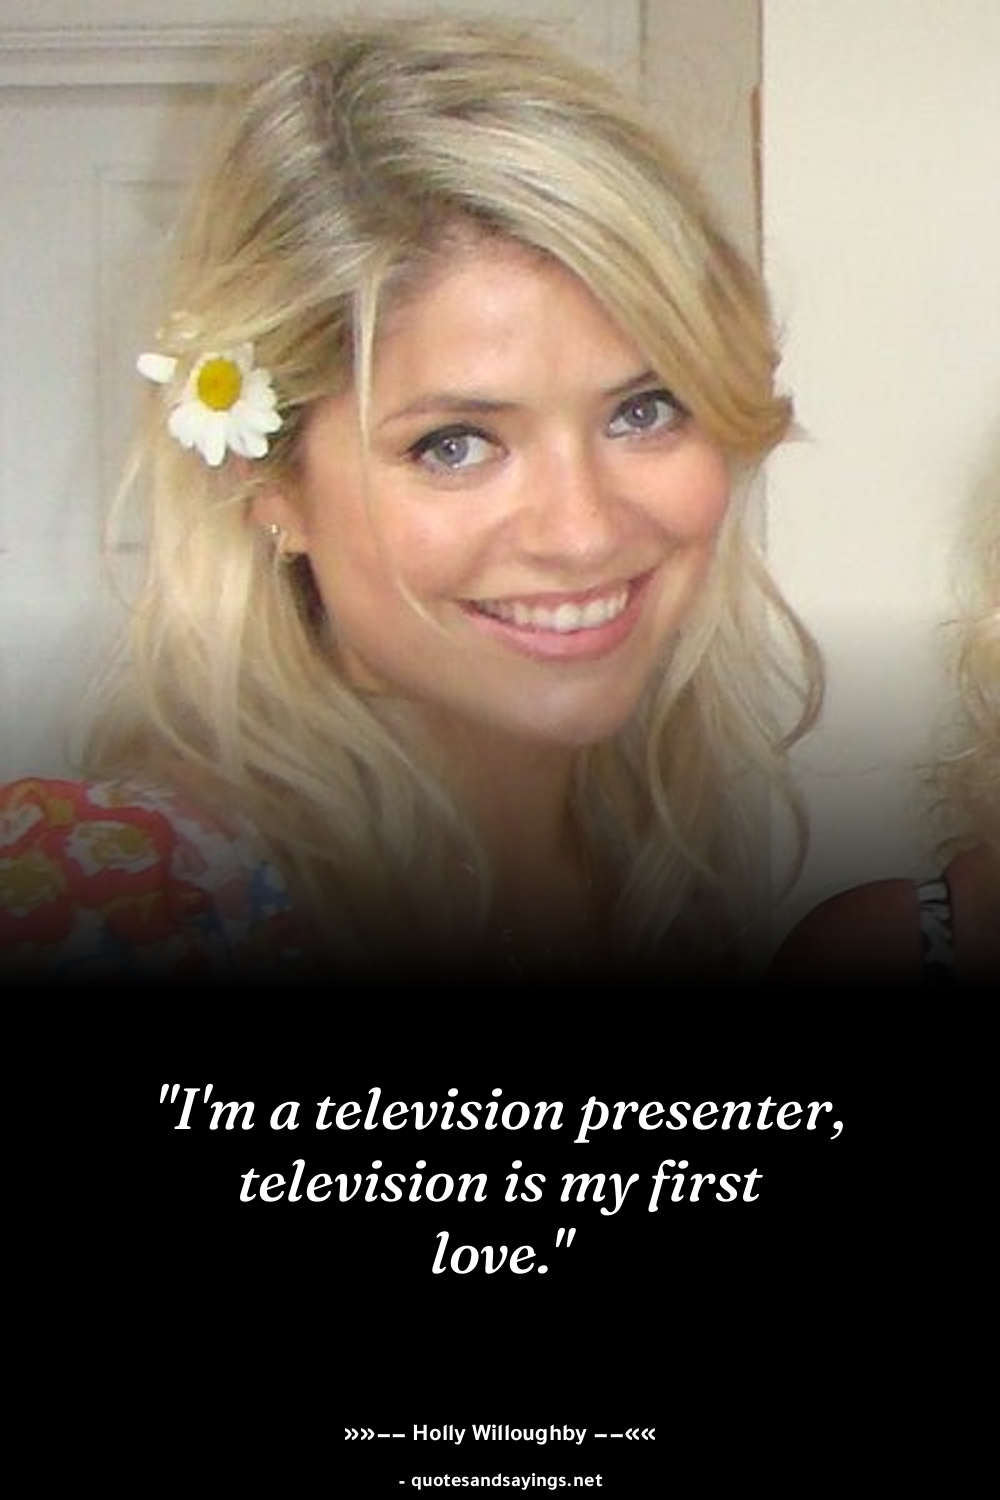 "I'm a television presenter,
television is my first
love."
»»–– Holly Willoughby ––««
- quotesandsayings.net